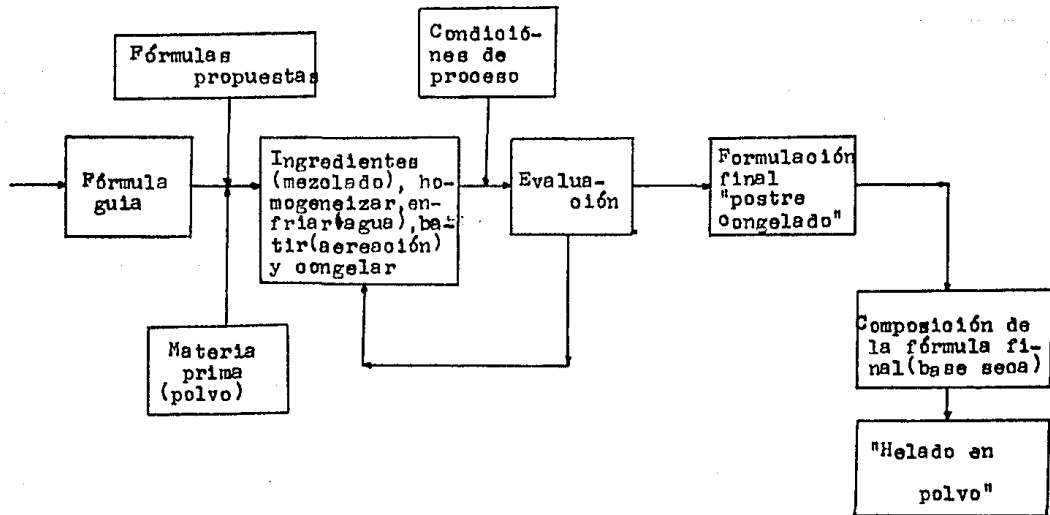 Fórmulas
propuestas
Condició-
nes de
proceso
Fórmula
guia
Ingredientes
(mezclado), ho-
mogeneizar, en-
friar(agua), ba-
tir(aereación)
y congelar
Evalua-
ción
Formulación
final
"postre
congelado"
Materia
prima
(polvo)
Composición de
la fórmula fi-
nal(base seca)
"Helado en
polvo"